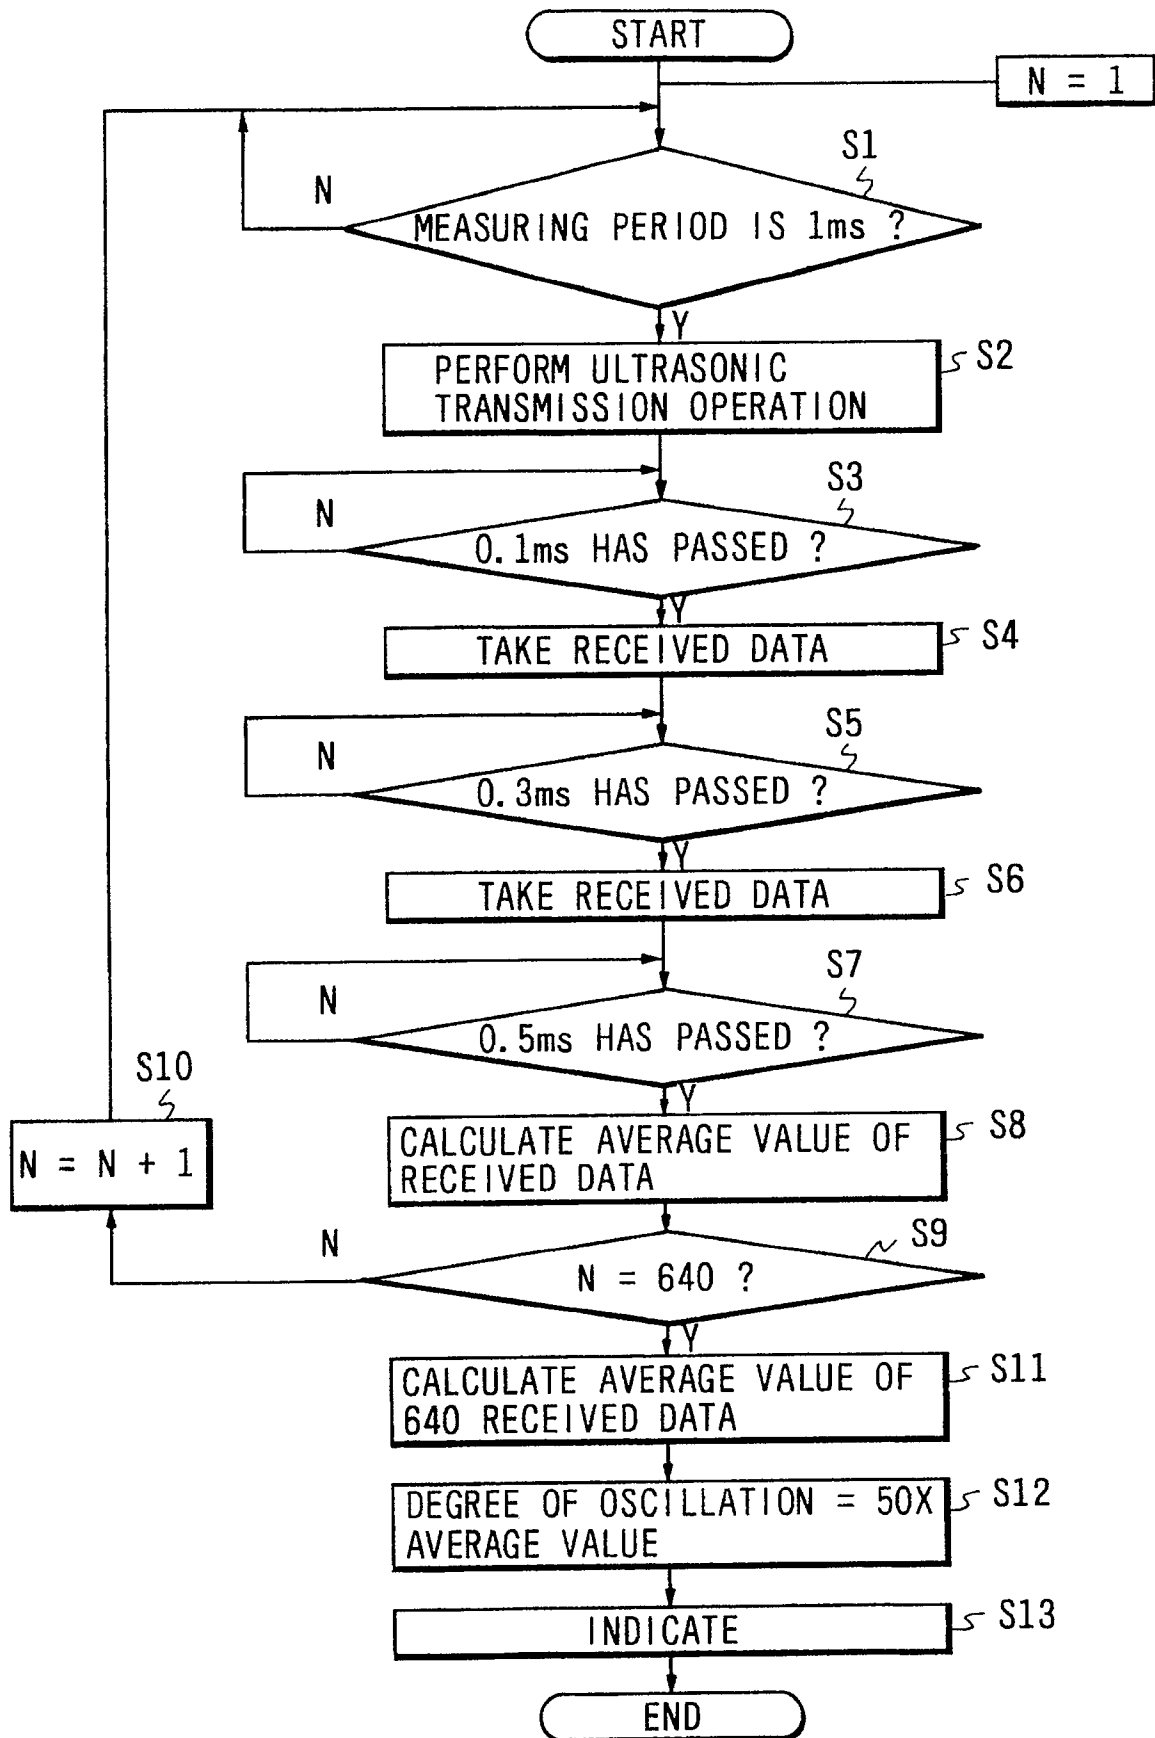 START
N = 1
S1
N
MEASURING PERIOD IS 1ms ?
Y
S2
PERFORM ULTRASONIC
TRANSMISSION OPERATION
S3
N
0.1ms HAS PASSED ?
Y
S4
TAKE RECEIVED DATA
S5
N
0.3ms HAS PASSED ?
Y
S6
TAKE RECEIVED DATA
S7
N
0.5ms HAS PASSED ?
Y
S10
N = N + 1
S8
CALCULATE AVERAGE VALUE OF
RECEIVED DATA
S9
N
N = 640 ?
Y
S11
CALCULATE AVERAGE VALUE OF
640 RECEIVED DATA
S12
DEGREE OF OSCILLATION = 50X
AVERAGE VALUE
S13
INDICATE
END